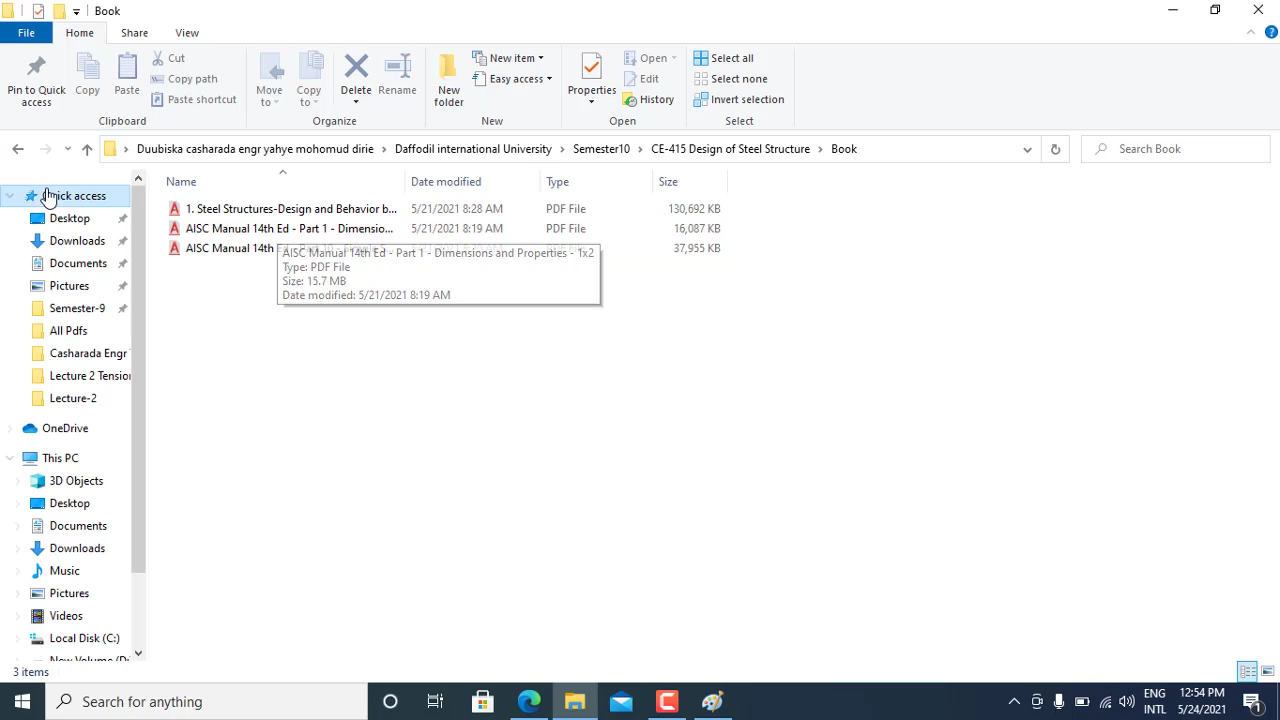 Book
File Home Share View
Pin to Quick access
Copy
Paste
Cut
Copy path
Paste shortcut
Clipboard
Move to
Copy to
Delete
Rename
Organize
New folder
New item
Easy access
New
Properties
Open
Edit
History
Open
Select all
Select none
Invert selection
Select
Duubiska casharada engr yahye mohomud dirie Daffodil international University Semester10 CE-415 Design of Steel Structure Book
Search Book
Name Date modified Type Size
1. Steel Structures-Design and Behavior b... 5/21/2021 8:28 AM PDF File 130,692 KB
AISC Manual 14th Ed - Part 1 - Dimensio... 5/21/2021 8:19 AM PDF File 16,087 KB
AISC Manual 14th PDF File 37,955 KB
AISC Manual 14th Ed - Part 1 - Dimensions and Properties - 1x2
Type: PDF File
Size: 15.7 MB
Date modified: 5/21/2021 8:19 AM
Quick access
Desktop
Downloads
Documents
Pictures
Semester-9
All Pdfs
Casharada Engr
Lecture 2 Tension
Lecture-2
OneDrive
This PC
3D Objects
Desktop
Documents
Downloads
Music
Pictures
Videos
Local Disk (C:)
New Volume (D:
3 items
Search for anything
ENG
INTL
12:54 PM
5/24/2021
1